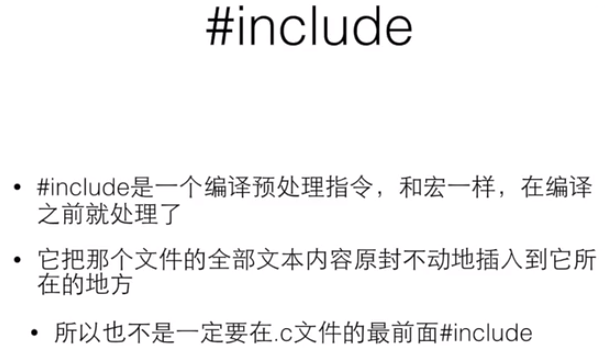 #include
• #include是一个编译预处理指令，和宏一样，在编译
之前就处理了
• 它把那个文件的全部文本内容原封不动地插入到它所
在的地方
• 所以也不是一定要在.c文件的最前面#include